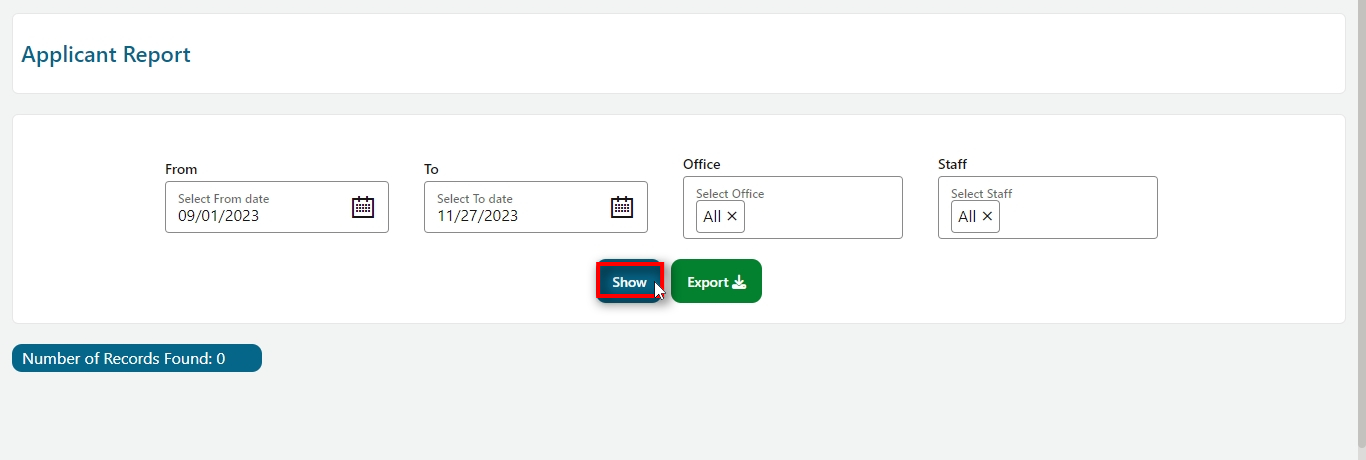 Applicant Report
From
To
Office
Staff
Select From date
09/01/2023
Select To date
11/27/2023
Select Office
All ×
Select Staff
All ×
Show
Export
Number of Records Found: 0